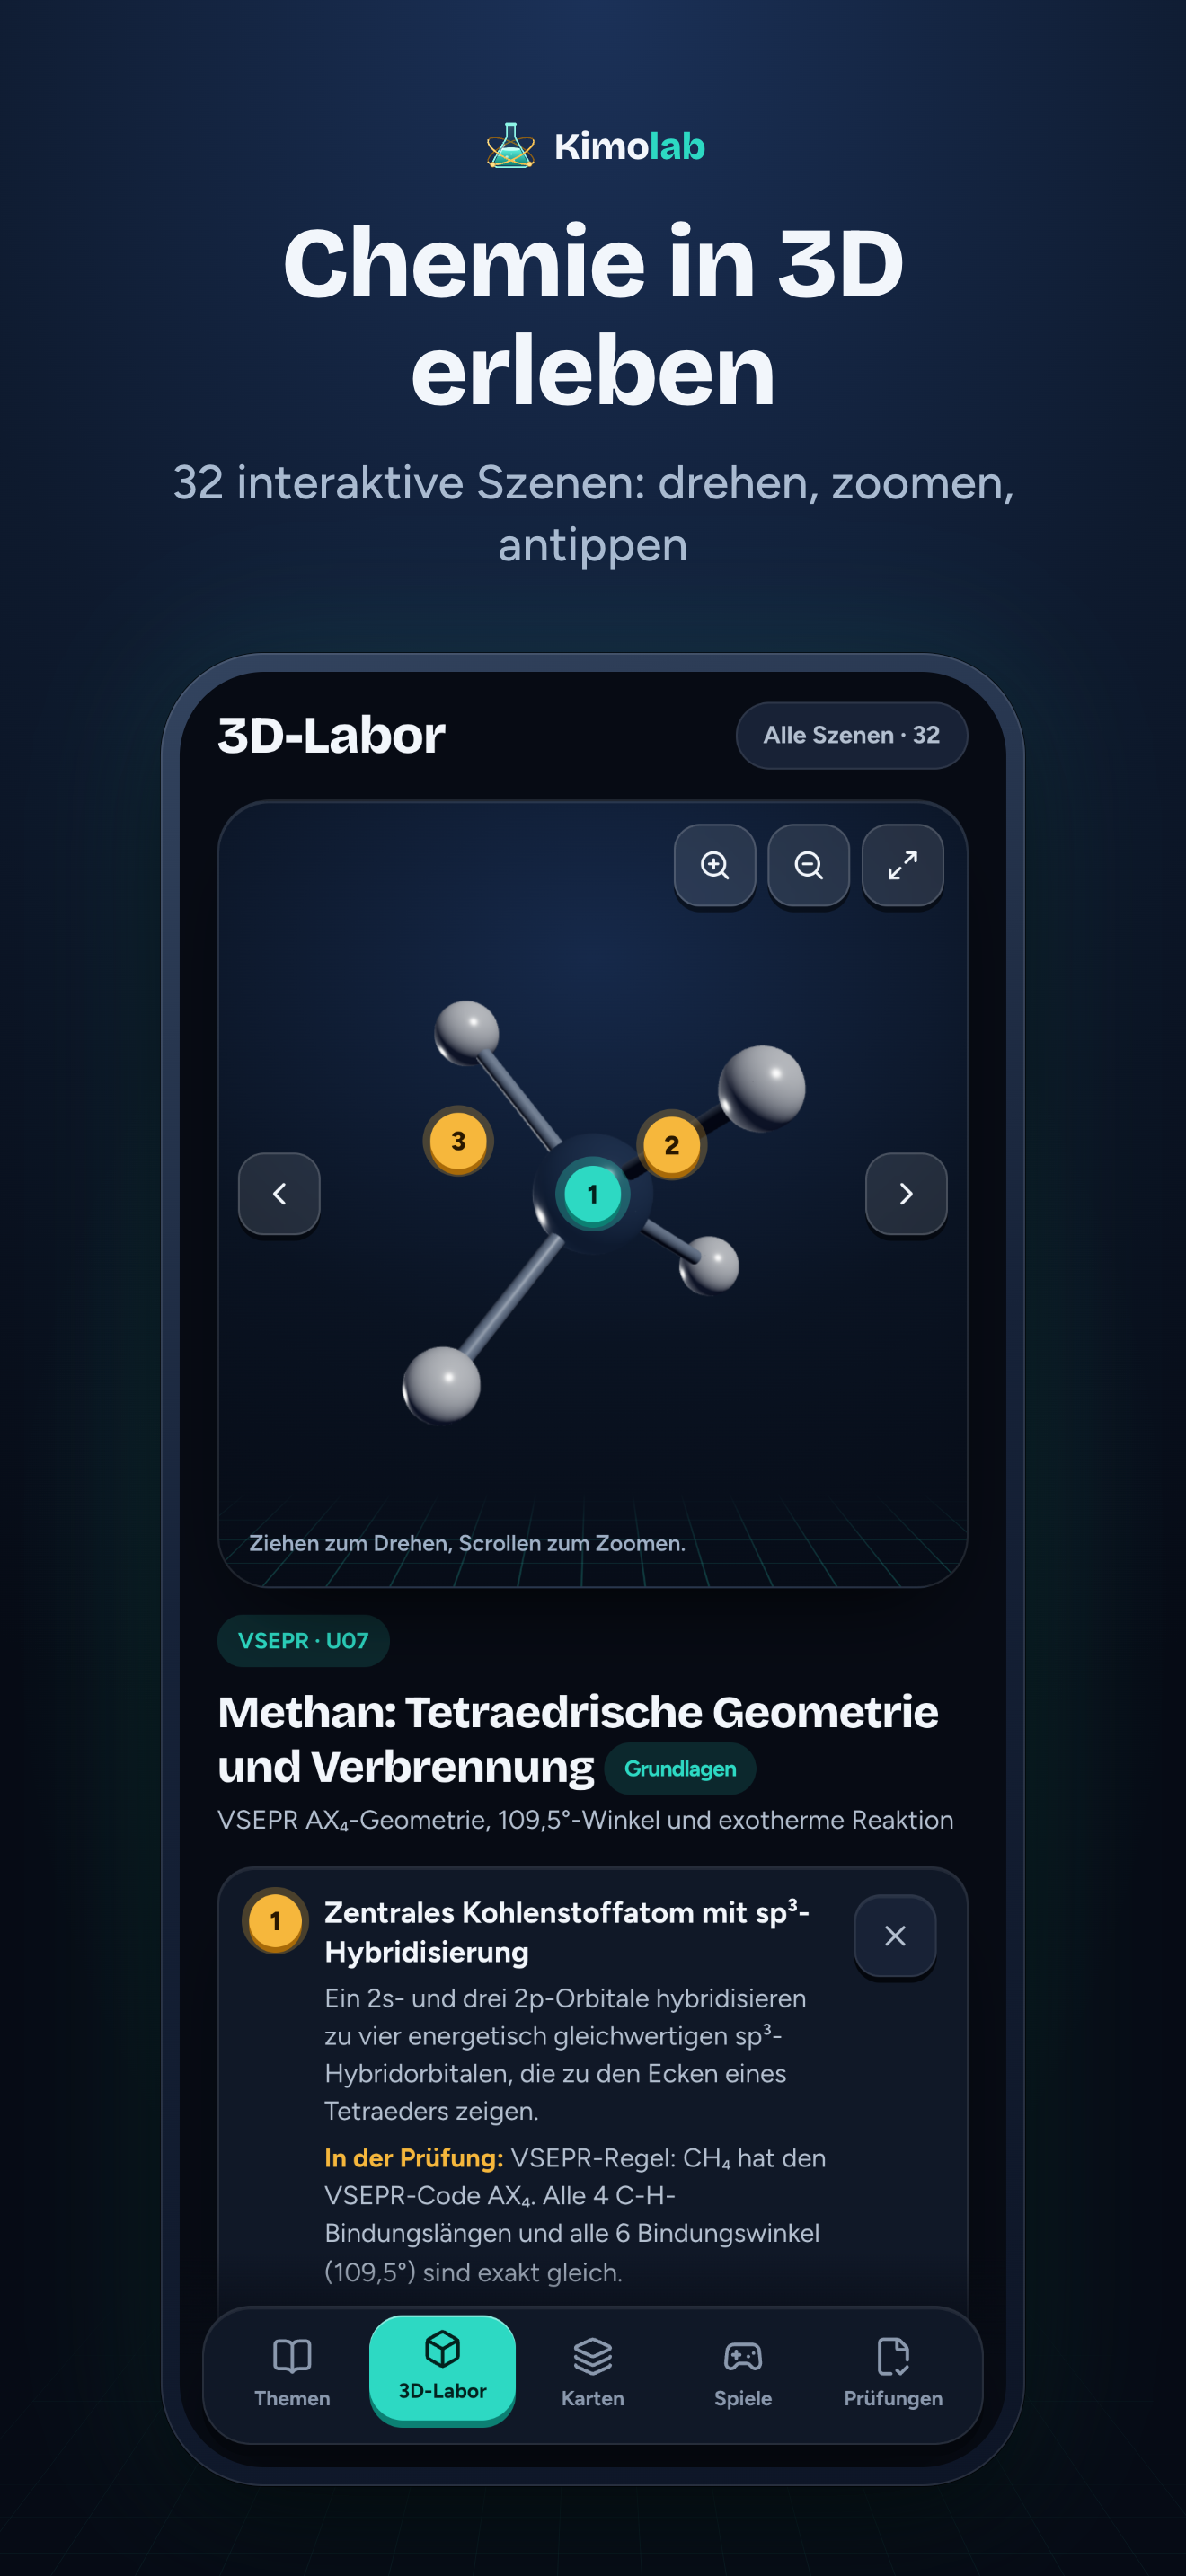 Kimolab
Chemie in 3D
erleben
32 interaktive Szenen: drehen, zoomen,
antippen
3D-Labor
Alle Szenen · 32
3
2
1
Ziehen zum Drehen, Scrollen zum Zoomen.
VSEPR · U07
Methan: Tetraedrische Geometrie
und Verbrennung Grundlagen
VSEPR AX₄-Geometrie, 109,5°-Winkel und exotherme Reaktion
1
Zentrales Kohlenstoffatom mit sp³-
Hybridisierung
Ein 2s- und drei 2p-Orbitale hybridisieren
zu vier energetisch gleichwertigen sp³-
Hybridorbitalen, die zu den Ecken eines
Tetraeders zeigen.
In der Prüfung: VSEPR-Regel: CH₄ hat den
VSEPR-Code AX₄. Alle 4 C-H-
Bindungslängen und alle 6 Bindungswinkel
(109,5°) sind exakt gleich.
Themen
3D-Labor
Karten
Spiele
Prüfungen